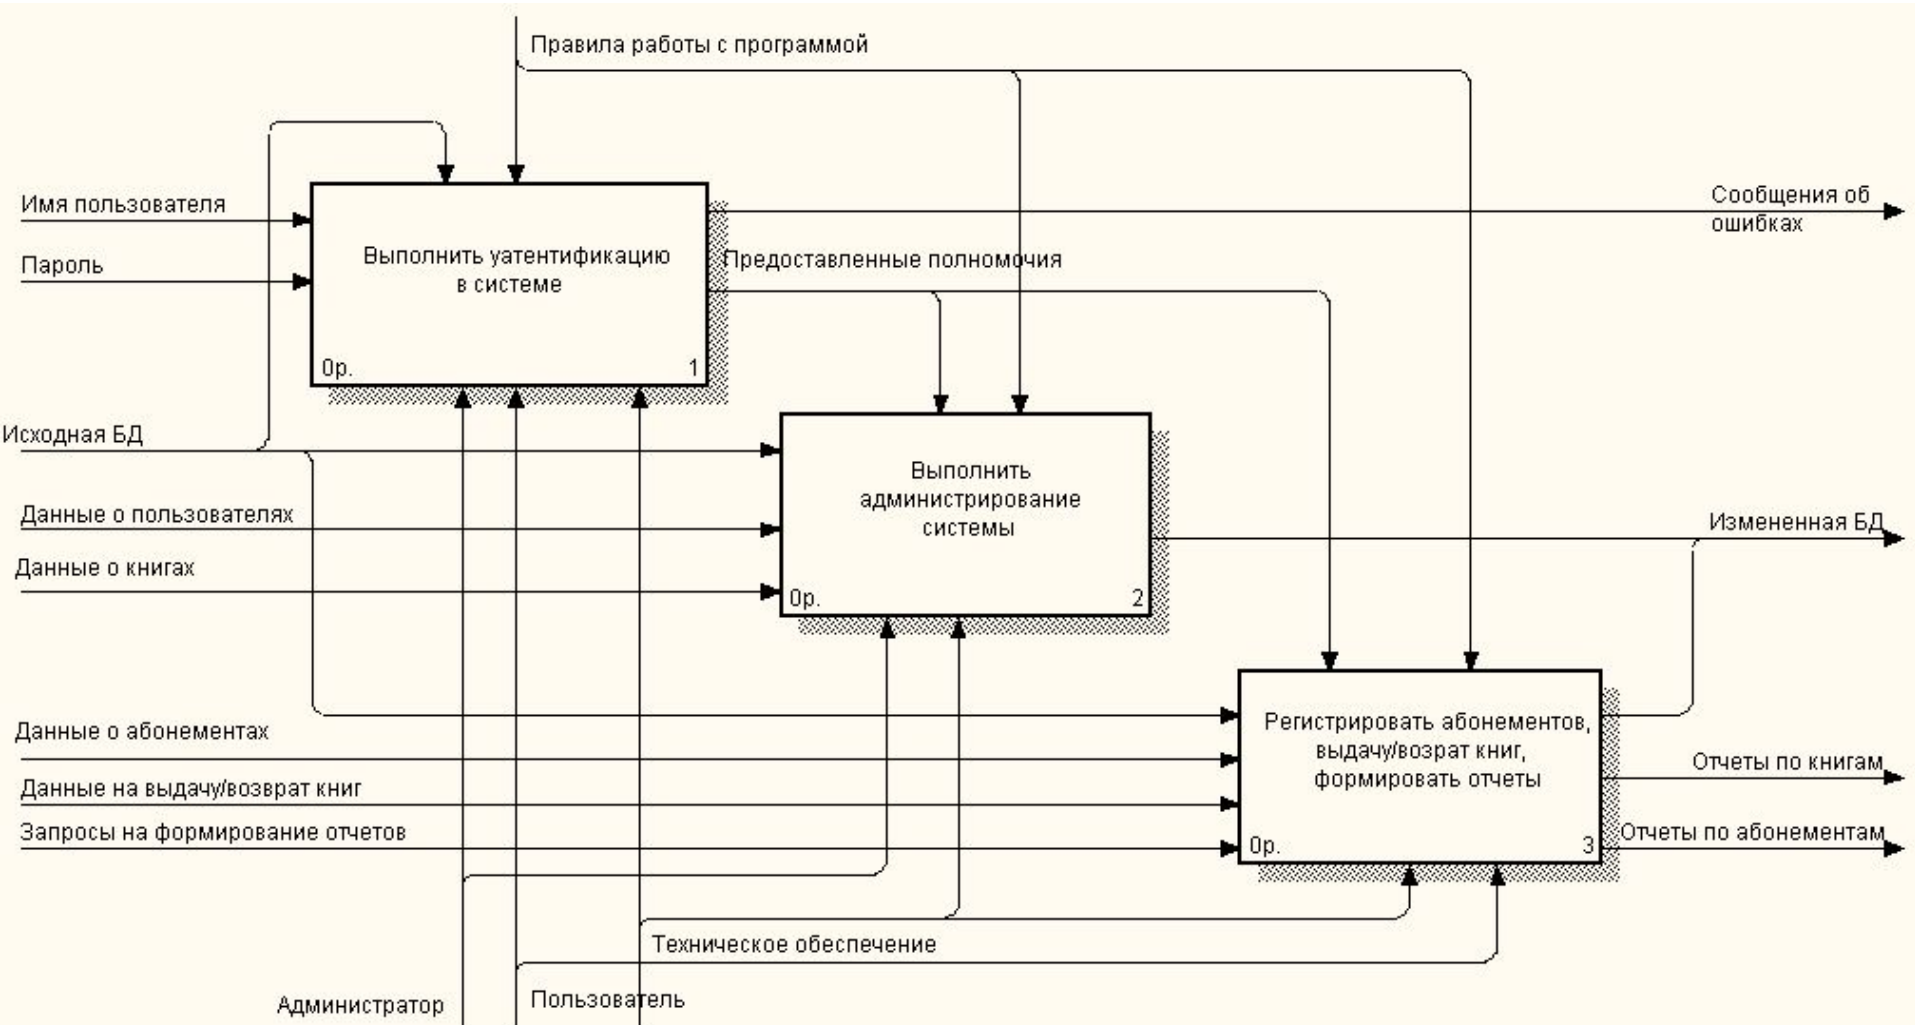 Правила работы с программой
Имя пользователя
Сообщения об
ошибках
Пароль
Выполнить уатентификацию
в системе
Предоставленные полномочия
0р.
1
Исходная БД
Выполнить
администрирование
системы
Данные о пользователях
Измененная БД
Данные о книгах
0р.
2
Данные о абонементах
Регистрировать абонементов,
выдачу/возрат книг,
формировать отчеты
Отчеты по книгам
Данные на выдачу/возврат книг
Запросы на формирование отчетов
0р.
3
Отчеты по абонементам
Техническое обеспечение
Администратор
Пользователь